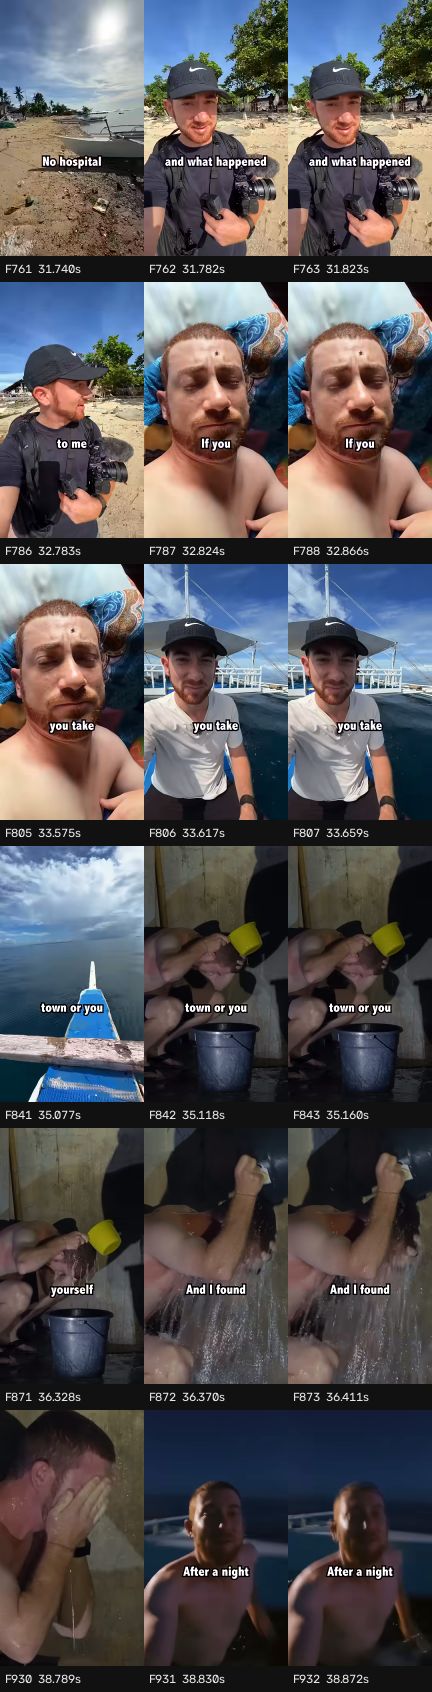 No hospital
and what happened
and what happened
F761 31.740s
F762 31.782s
F763 31.823s
to me
If you
If you
F786 32.783s
F787 32.824s
F788 32.866s
you take
you take
you take
F805 33.575s
F806 33.617s
F807 33.659s
town or you
town or you
town or you
F841 35.077s
F842 35.118s
F843 35.160s
yourself
And I found
And I found
F871 36.328s
F872 36.370s
F873 36.411s
After a night
After a night
F930 38.789s
F931 38.830s
F932 38.872s